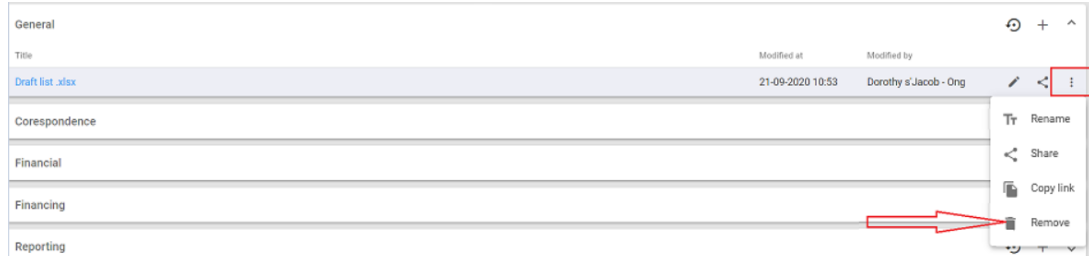 General
Title Modified at Modified by
Draft list .xlsx 21-09-2020 10:53 Dorothy s'Jacob - Ong
Rename
Corespondence
Share
Financial
Copy link
Financing
Remove
Reporting